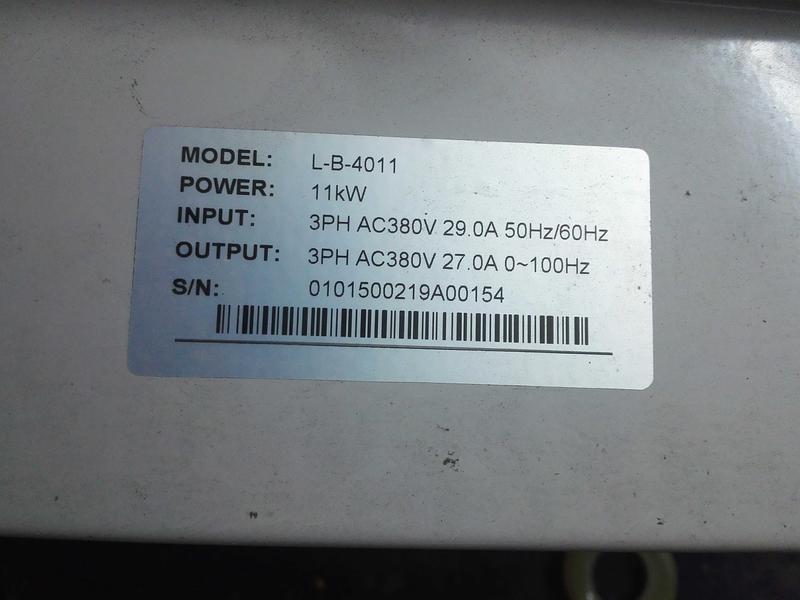 MODEL: L-B-4011
POWER: 11kW
INPUT: 3PH AC380V 29.0A 50Hz/60Hz
OUTPUT: 3PH AC380V 27.0A 0~100Hz
S/N: 0101500219A00154